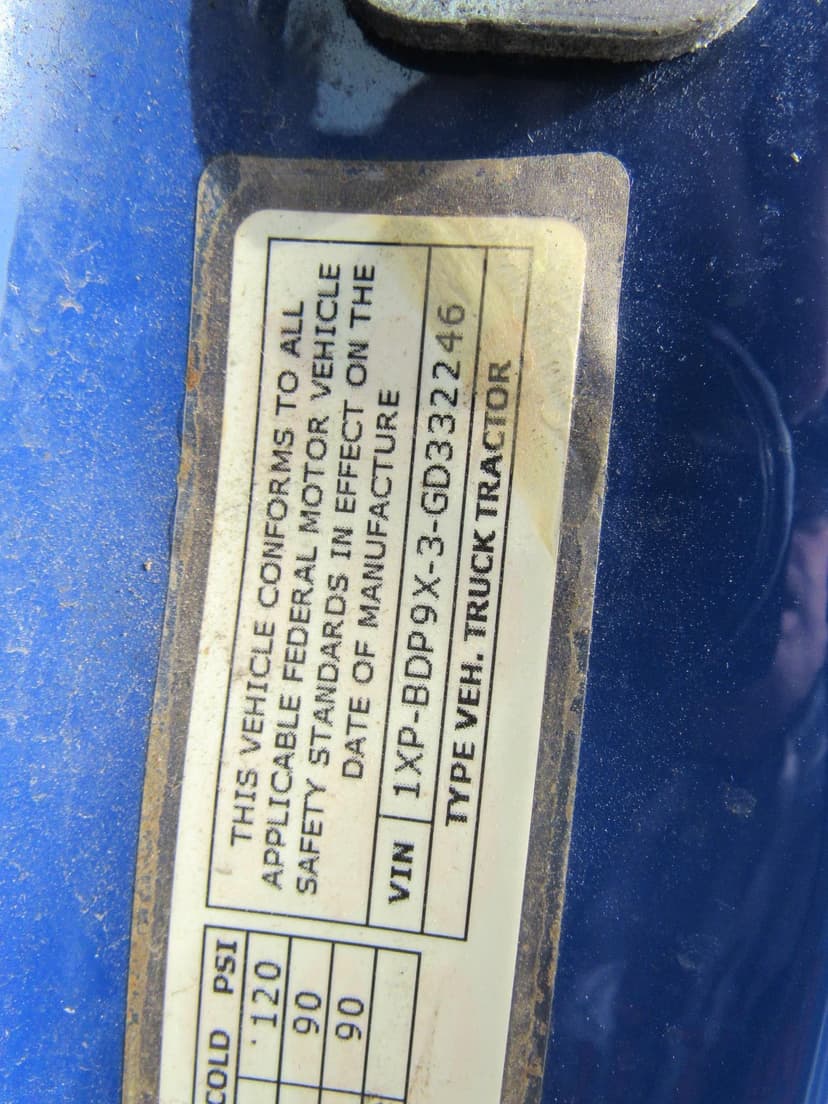 THIS VEHICLE CONFORMS TO ALL
APPLICABLE FEDERAL MOTOR VEHICLE
SAFETY STANDARDS IN EFFECT ON THE
DATE OF MANUFACTURE
VIN 1XP-BDP9X-3-GD332246
TYPE VEH. TRUCK TRACTOR
COLD PSI
120
90
90